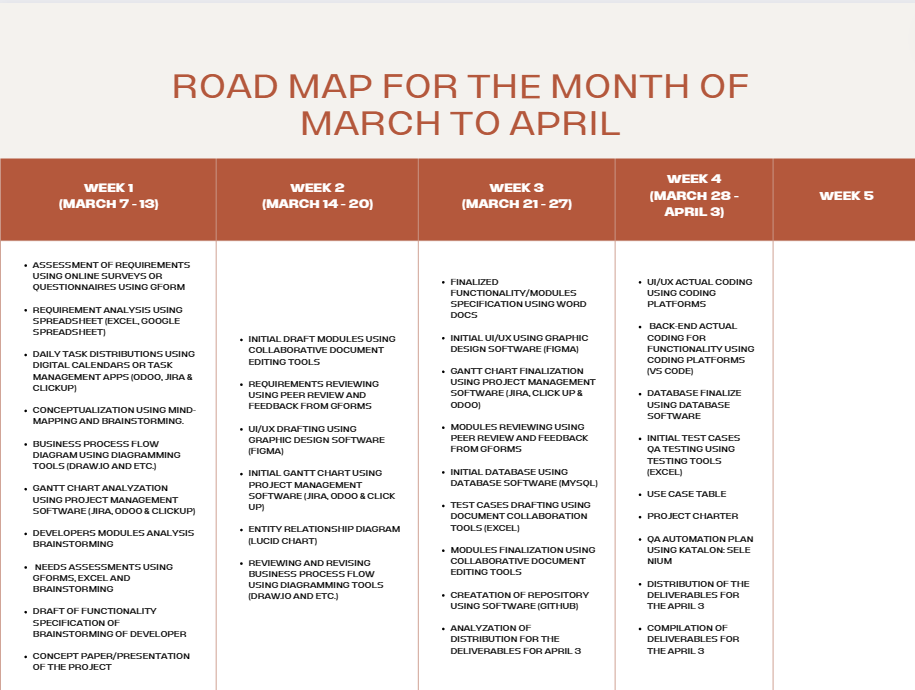 ROAD MAP FOR THE MONTH OF
MARCH TO APRIL
WEEK 1
(MARCH 7 - 13)
WEEK 2
(MARCH 14 - 20)
WEEK 3
(MARCH 21 - 27)
WEEK 4
(MARCH 28 -
APRIL 3)
WEEK 5
• ASSESSMENT OF REQUIREMENTS
USING ONLINE SURVEYS OR
QUESTIONNAIRES USING GFORM
• REQUIREMENT ANALYSIS USING
SPREADSHEET (EXCEL, GOOGLE
SPREADSHEET)
• DAILY TASK DISTRIBUTIONS USING
DIGITAL CALENDARS OR TASK
MANAGEMENT APPS (ODOO, JIRA &
CLICKUP)
• CONCEPTUALIZATION USING MIND-
MAPPING AND BRAINSTORMING.
• BUSINESS PROCESS FLOW
DIAGRAM USING DIAGRAMMING
TOOLS (DRAW.IO AND ETC.)
• GANTT CHART ANALYZATION
USING PROJECT MANAGEMENT
SOFTWARE (JIRA, ODOO & CLICKUP)
• DEVELOPERS MODULES ANALYSIS
BRAINSTORMING
• NEEDS ASSESSMENTS USING
GFORMS, EXCEL AND
BRAINSTORMING
• DRAFT OF FUNCTIONALITY
SPECIFICATION OF
BRAINSTORMING OF DEVELOPER
• CONCEPT PAPER/PRESENTATION
OF THE PROJECT
• INITIAL DRAFT MODULES USING
COLLABORATIVE DOCUMENT
EDITING TOOLS
• REQUIREMENTS REVIEWING
USING PEER REVIEW AND
FEEDBACK FROM GFORMS
• UI/UX DRAFTING USING
GRAPHIC DESIGN SOFTWARE
(FIGMA)
• INITIAL GANTT CHART USING
PROJECT MANAGEMENT
SOFTWARE (JIRA, ODOO & CLICK
UP)
• ENTITY RELATIONSHIP DIAGRAM
(LUCID CHART)
• REVIEWING AND REVISING
BUSINESS PROCESS FLOW
USING DIAGRAMMING TOOLS
(DRAW.IO AND ETC.)
• FINALIZED
FUNCTIONALITY/MODULES
SPECIFICATION USING WORD
DOCS
• INITIAL UI/UX USING GRAPHIC
DESIGN SOFTWARE (FIGMA)
• GANTT CHART FINALIZATION
USING PROJECT MANAGEMENT
SOFTWARE (JIRA, CLICK UP &
ODOO)
• MODULES REVIEWING USING
PEER REVIEW AND FEEDBACK
FROM GFORMS
• INITIAL DATABASE USING
DATABASE SOFTWARE (MYSQL)
• TEST CASES DRAFTING USING
DOCUMENT COLLABORATION
TOOLS (EXCEL)
• MODULES FINALIZATION USING
COLLABORATIVE DOCUMENT
EDITING TOOLS
• CREATATION OF REPOSITORY
USING SOFTWARE (GITHUB)
• ANALYZATION OF
DISTRIBUTION FOR THE
DELIVERABLES FOR APRIL 3
• UI/UX ACTUAL CODING
USING CODING
PLATFORMS
• BACK-END ACTUAL
CODING FOR
FUNCTIONALITY USING
CODING PLATFORMS
(VS CODE)
• DATABASE FINALIZE
USING DATABASE
SOFTWARE
• INITIAL TEST CASES
QA TESTING USING
TESTING TOOLS
(EXCEL)
• USE CASE TABLE
• PROJECT CHARTER
• QA AUTOMATION PLAN
USING KATALON: SELE
NIUM
• DISTRIBUTION OF THE
DELIVERABLES FOR
THE APRIL 3
• COMPILATION OF
DELIVERABLES FOR
THE APRIL 3